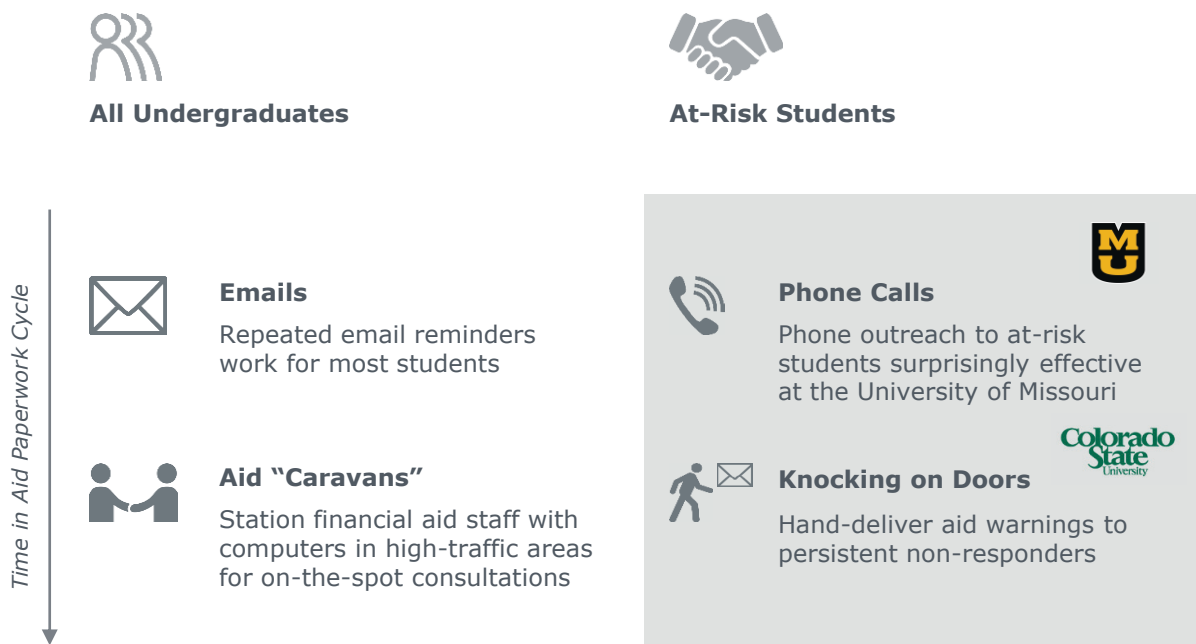 All Undergraduates
At-Risk Students
Time in Aid Paperwork Cycle
Emails
Repeated email reminders
work for most students
MU
Phone Calls
Phone outreach to at-risk
students surprisingly effective
at the University of Missouri
Aid “Caravans”
Station financial aid staff with
computers in high-traffic areas
for on-the-spot consultations
Colorado
State
University
Knocking on Doors
Hand-deliver aid warnings to
persistent non-responders